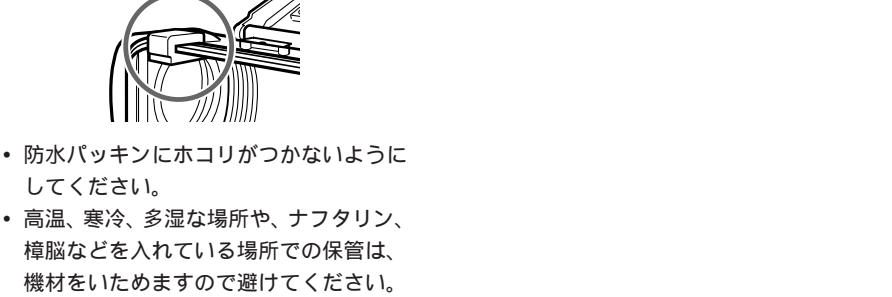 • 防水パッキンにホコリがつかないように
してください。
• 高温、寒冷、多湿な場所や、ナフタリン、
樟脳などを入れている場所での保管は、
機材をいためますので避けてください。